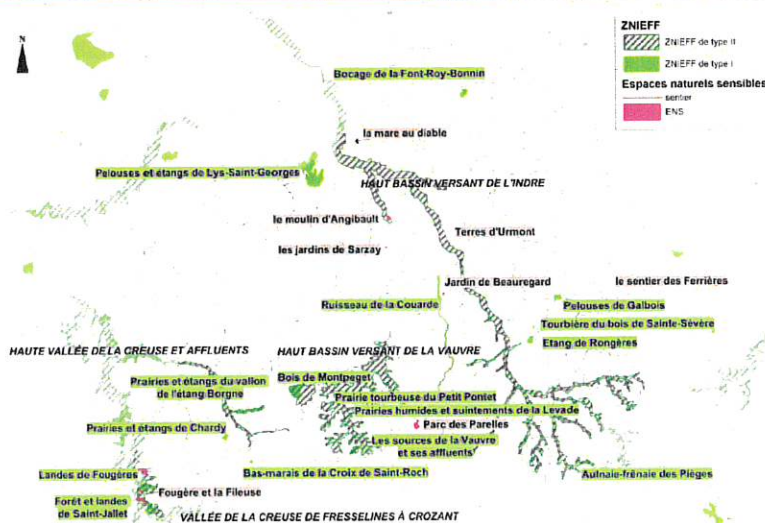 N
ZNIEFF
ZNIEFF de type II
ZNIEFF de type I
Espaces naturels sensibles
sentier
ENS
Bocage de la Font-Roy-Bonnin
la mare au diable
Pelouses et étangs de Lys-Saint-Georges
HAUT BASSIN VERSANT DE L'INDRE
le moulin d'Angibault
les jardins de Sarzay
Terres d'Urmont
Jardin de Beauregard
le sentier des Ferrières
Ruisseau de la Couarde
Pelouses de Galbois
Tourbière du bois de Sainte-Sévère
Etang de Rongères
HAUTE VALLÉE DE LA CREUSE ET AFFLUENTS
HAUT BASSIN VERSANT DE LA VAUVRE
Prairies et étangs du vallon
de l'étang Borgne
Bois de Montpeget
Prairie tourbeuse du Petit Pontet
Prairies humides et suintements de la Levade
Parc des Parelles
Prairies et étangs de Chardy
Les sources de la Vauvre
et ses affluents
Bas-marais de la Croix de Saint-Roch
Aulnaie-frênaie des Pièges
Landes de Fougères
Fougère et la Fileuse
Forêt et landes
de Saint-Jallet
VALLÉE DE LA CREUSE DE FRESSELINES À CROZANT